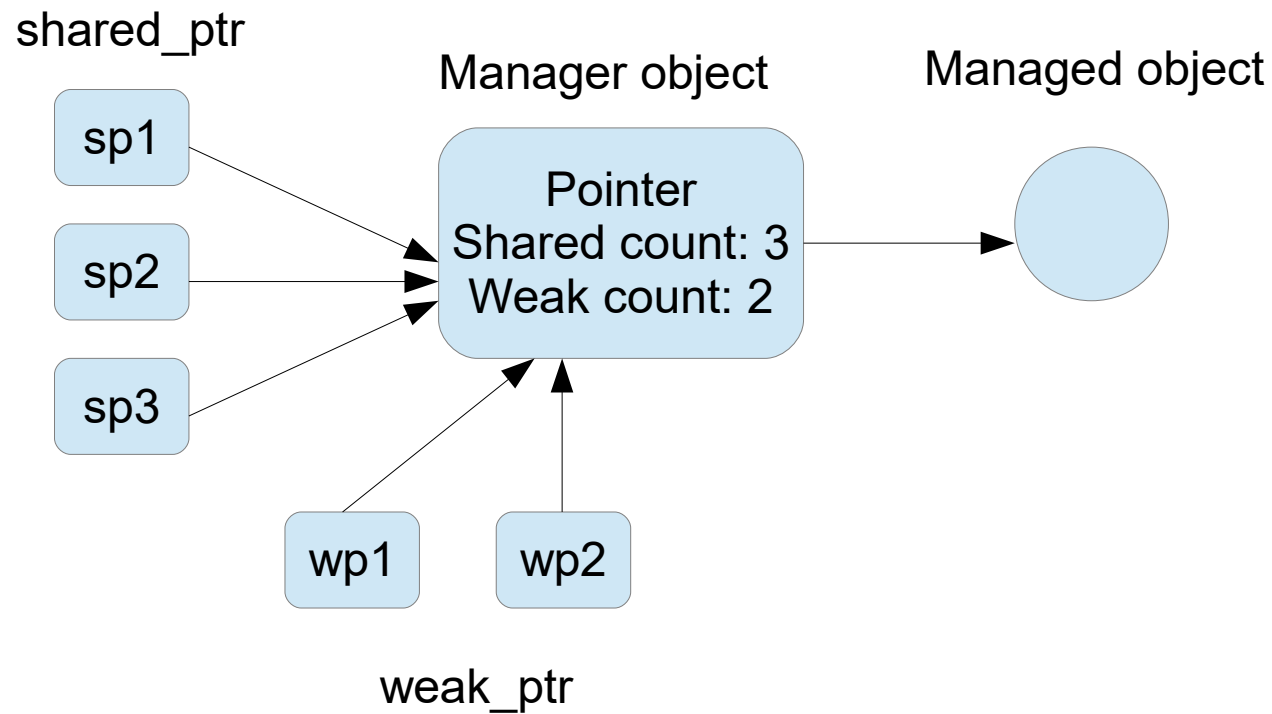 shared_ptr
Manager object
Managed object
sp1
sp2
sp3
Pointer
Shared count: 3
Weak count: 2
wp1
wp2
weak_ptr